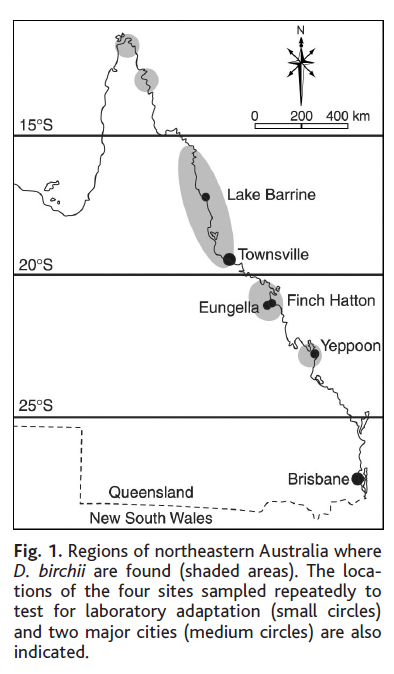 N
0 200 400 km
15°S
Lake Barrine
Townsville
20°S
Eungella
Finch Hatton
Yeppoon
25°S
Brisbane
Queensland
New South Wales
Fig. 1. Regions of northeastern Australia where
D. birchii are found (shaded areas). The loca-
tions of the four sites sampled repeatedly to
test for laboratory adaptation (small circles)
and two major cities (medium circles) are also
indicated.